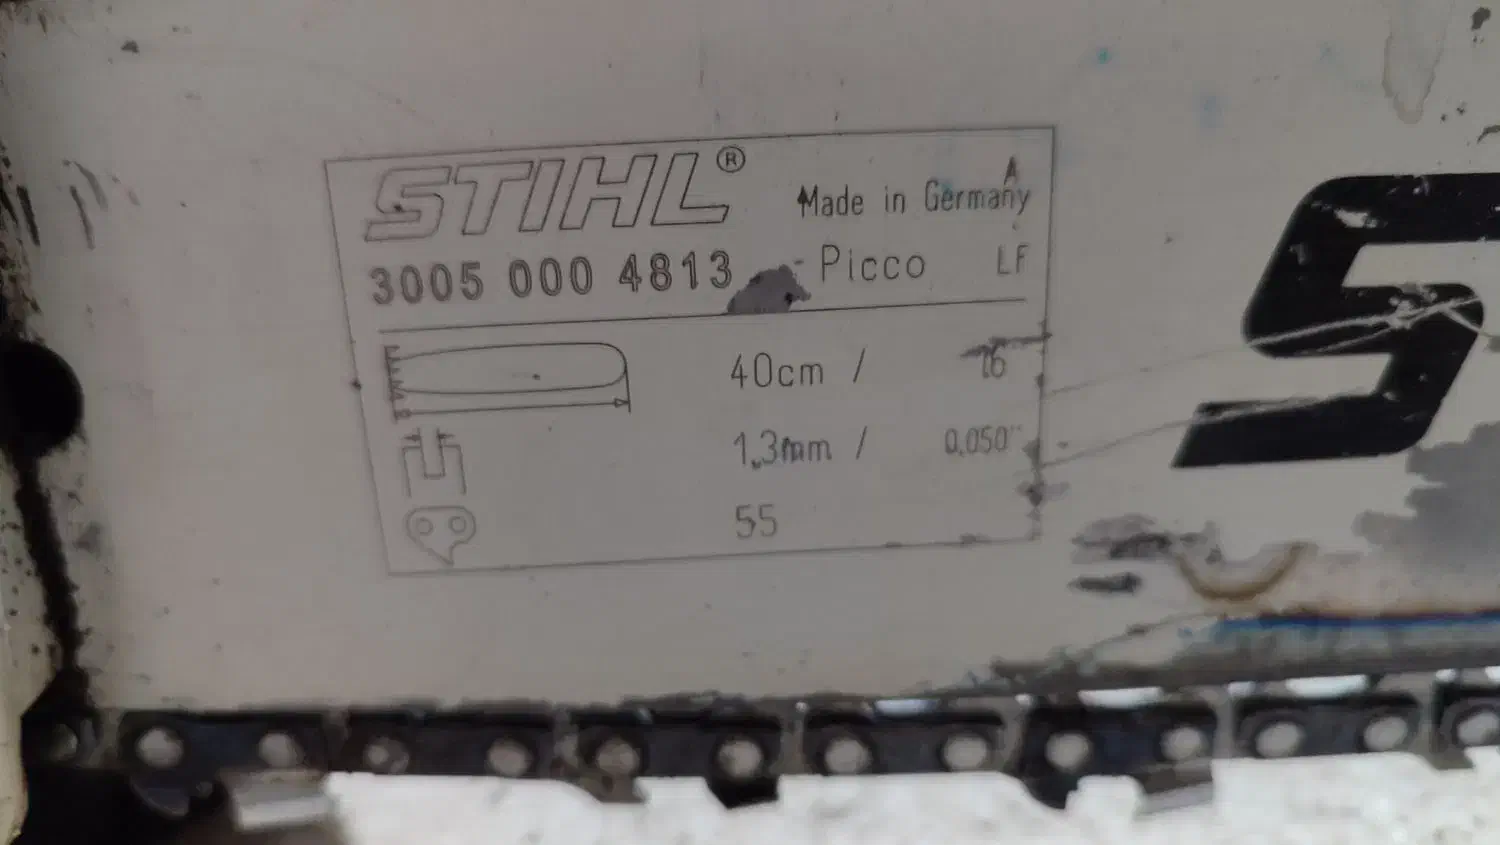 STIHL®
A
Made in Germany
3005 000 4813 - Picco LF
40cm / 16
1.3mm / 0.050"
55
S